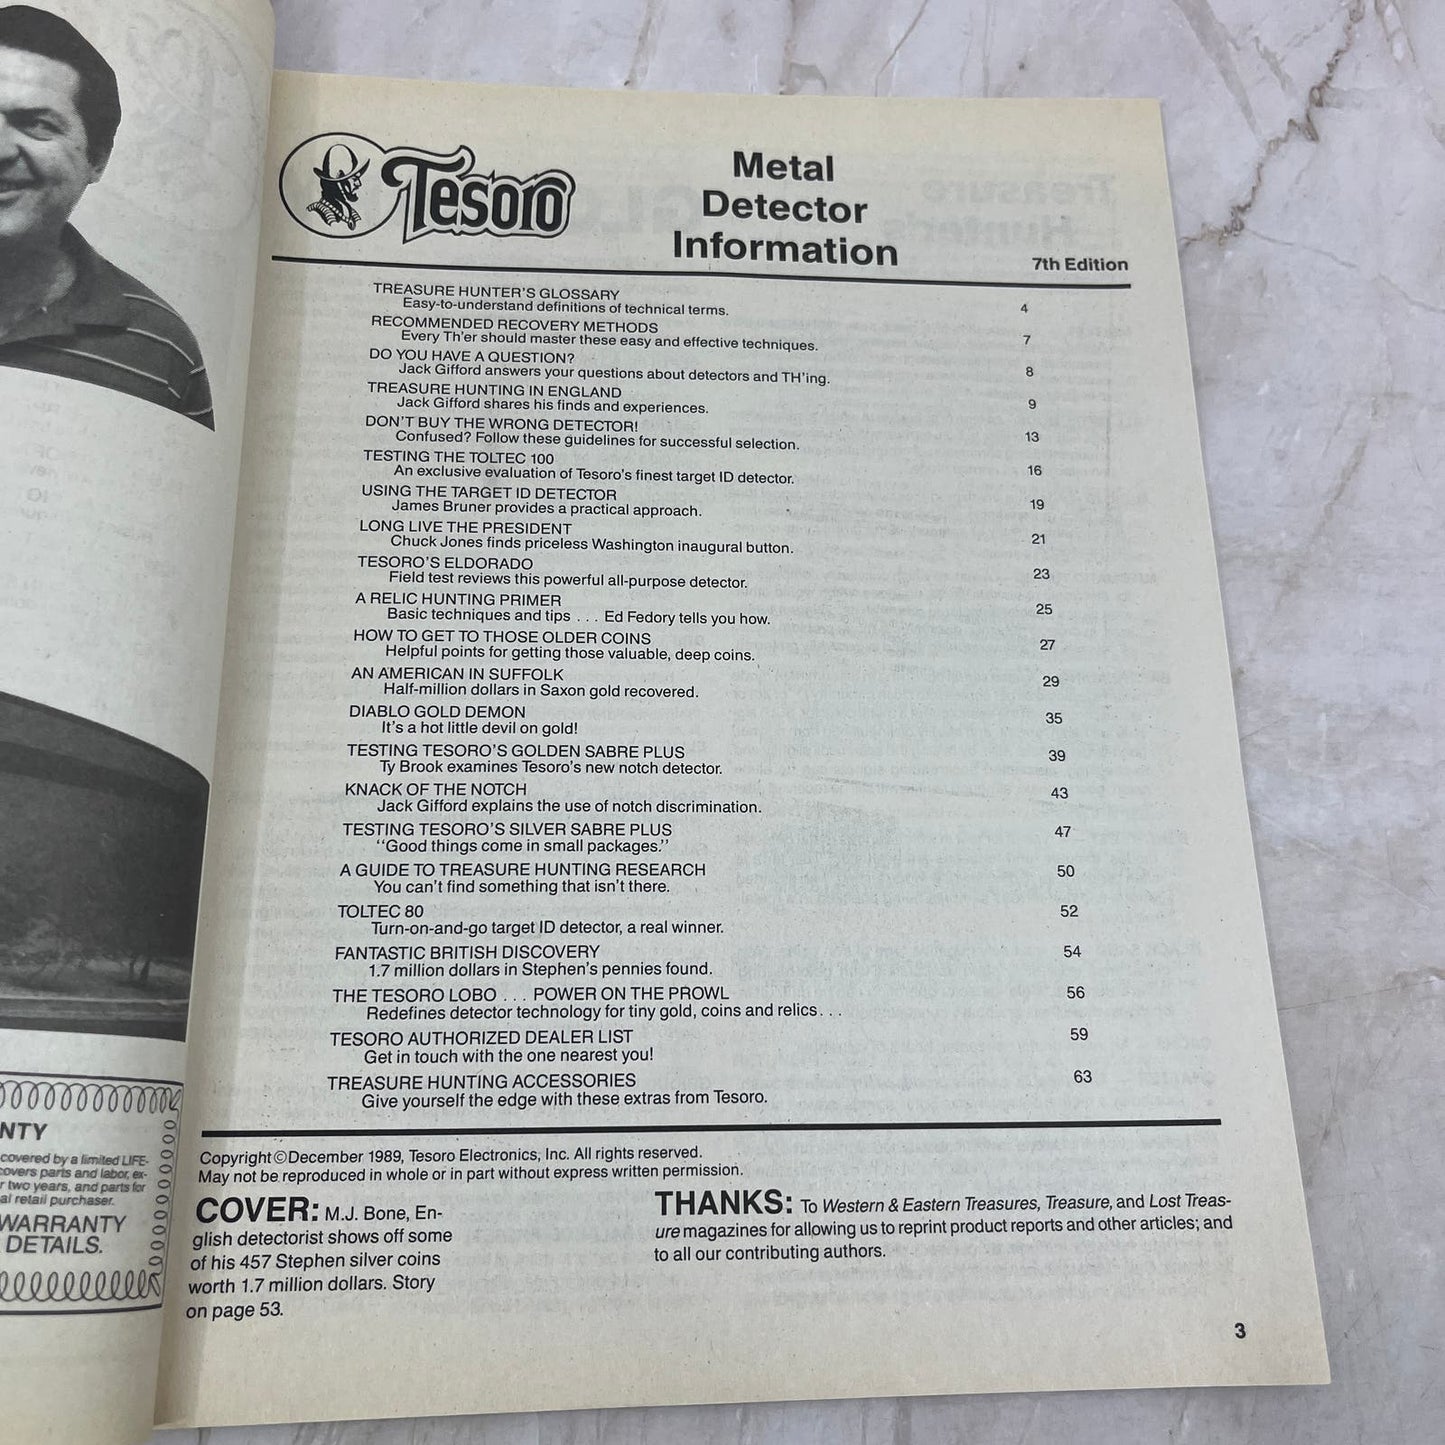 NTY
covered by a limited LIFE-
covers parts and labor, ex-
r two years, and parts for
al retail purchaser.
WARRANTY
DETAILS.
Tesoro
Metal
Detector
Information
7th Edition
TREASURE HUNTER'S GLOSSARY 4
Easy-to-understand definitions of technical terms.
RECOMMENDED RECOVERY METHODS 7
Every Th'er should master these easy and effective techniques.
DO YOU HAVE A QUESTION? 8
Jack Gifford answers your questions about detectors and TH'ing.
TREASURE HUNTING IN ENGLAND 9
Jack Gifford shares his finds and experiences.
DON'T BUY THE WRONG DETECTOR! 13
Confused? Follow these guidelines for successful selection.
TESTING THE TOLTEC 100 16
An exclusive evaluation of Tesoro's finest target ID detector.
USING THE TARGET ID DETECTOR 19
James Bruner provides a practical approach.
LONG LIVE THE PRESIDENT 21
Chuck Jones finds priceless Washington inaugural button.
TESORO'S ELDORADO 23
Field test reviews this powerful all-purpose detector.
A RELIC HUNTING PRIMER 25
Basic techniques and tips . . . Ed Fedory tells you how.
HOW TO GET TO THOSE OLDER COINS 27
Helpful points for getting those valuable, deep coins.
AN AMERICAN IN SUFFOLK 29
Half-million dollars in Saxon gold recovered.
DIABLO GOLD DEMON 35
It's a hot little devil on gold!
TESTING TESORO'S GOLDEN SABRE PLUS 39
Ty Brook examines Tesoro's new notch detector.
KNACK OF THE NOTCH 43
Jack Gifford explains the use of notch discrimination.
TESTING TESORO'S SILVER SABRE PLUS 47
"Good things come in small packages."
A GUIDE TO TREASURE HUNTING RESEARCH 50
You can't find something that isn't there.
TOLTEC 80 52
Turn-on-and-go target ID detector, a real winner.
FANTASTIC BRITISH DISCOVERY 54
1.7 million dollars in Stephen's pennies found.
THE TESORO LOBO . . . POWER ON THE PROWL 56
Redefines detector technology for tiny gold, coins and relics. . .
TESORO AUTHORIZED DEALER LIST 59
Get in touch with the one nearest you!
TREASURE HUNTING ACCESSORIES 63
Give yourself the edge with these extras from Tesoro.
Copyright © December 1989, Tesoro Electronics, Inc. All rights reserved.
May not be reproduced in whole or in part without express written permission.
COVER: M.J. Bone, En-
glish detectorist shows off some
of his 457 Stephen silver coins
worth 1.7 million dollars. Story
on page 53.
THANKS: To Western & Eastern Treasures, Treasure, and Lost Treas-
ure magazines for allowing us to reprint product reports and other articles; and
to all our contributing authors.
3